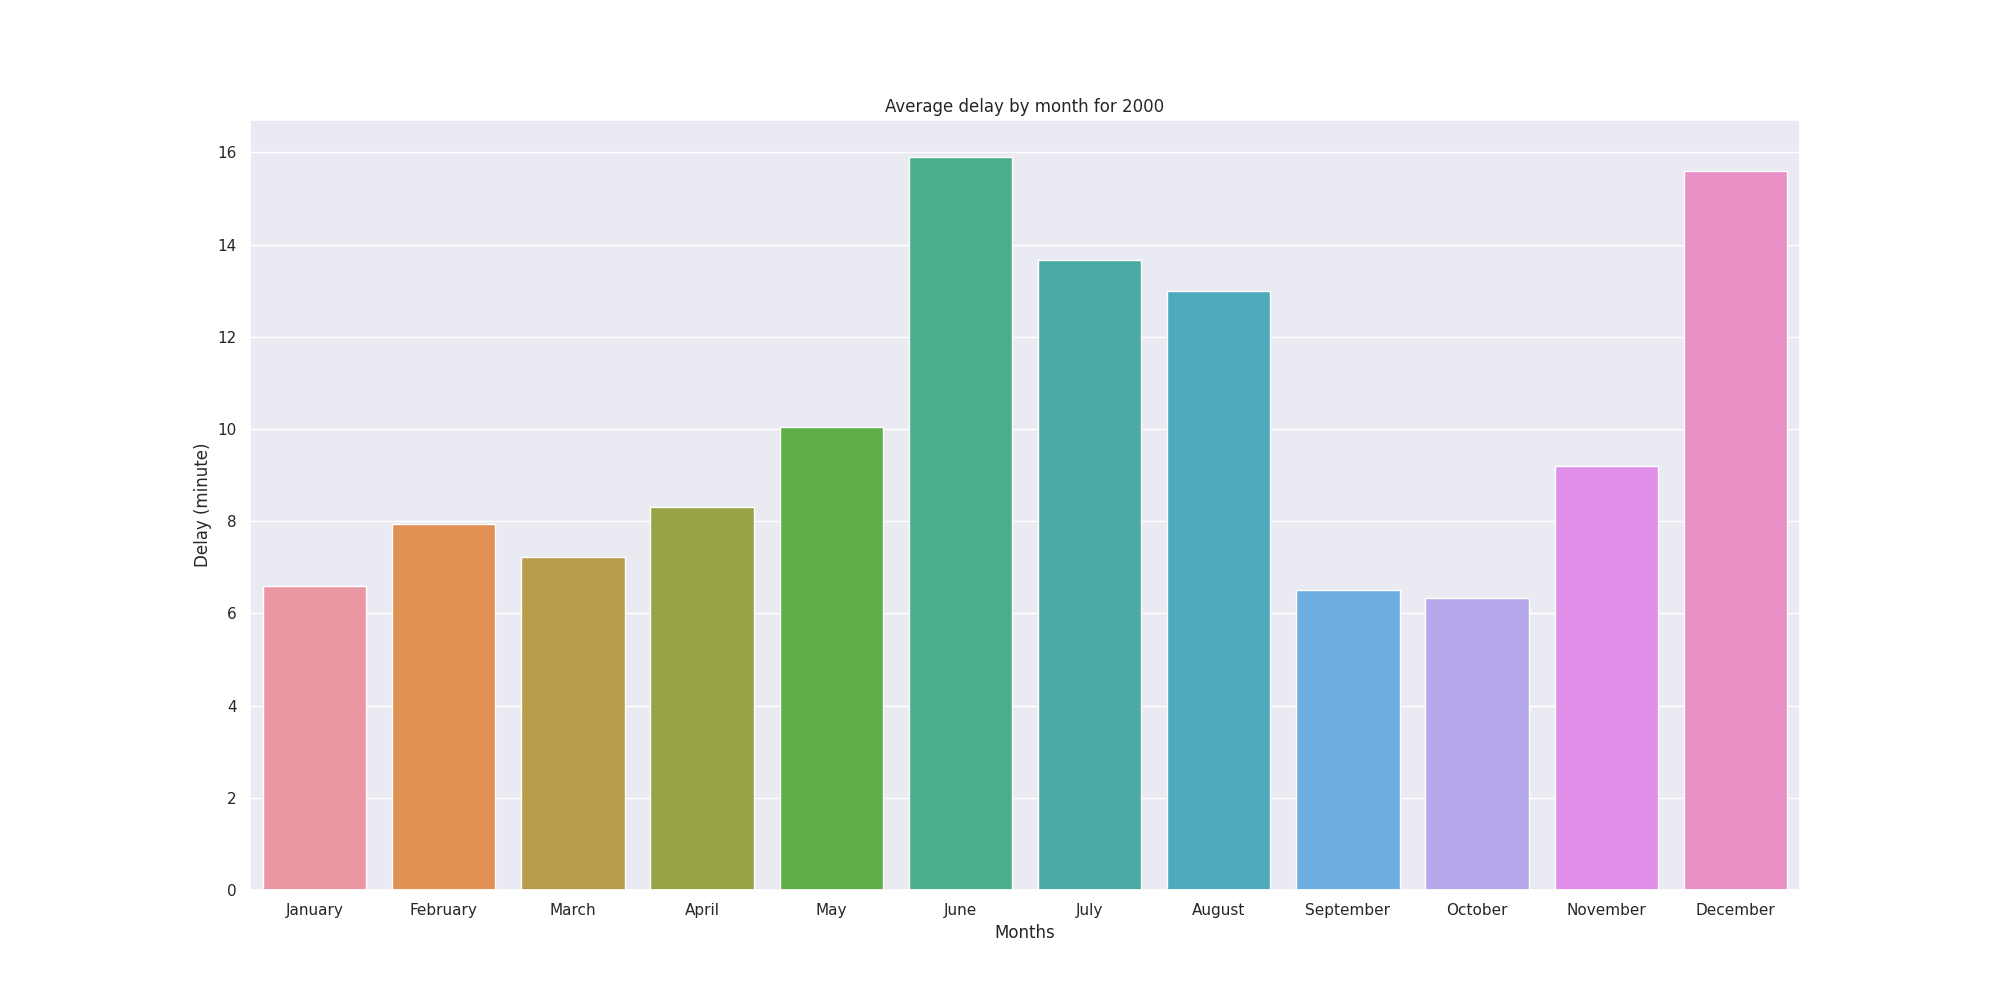 Average delay by month for 2000
16
14
12
10
8
6
4
2
0
Delay (minute)
January February March April May June July August September October November December
Months